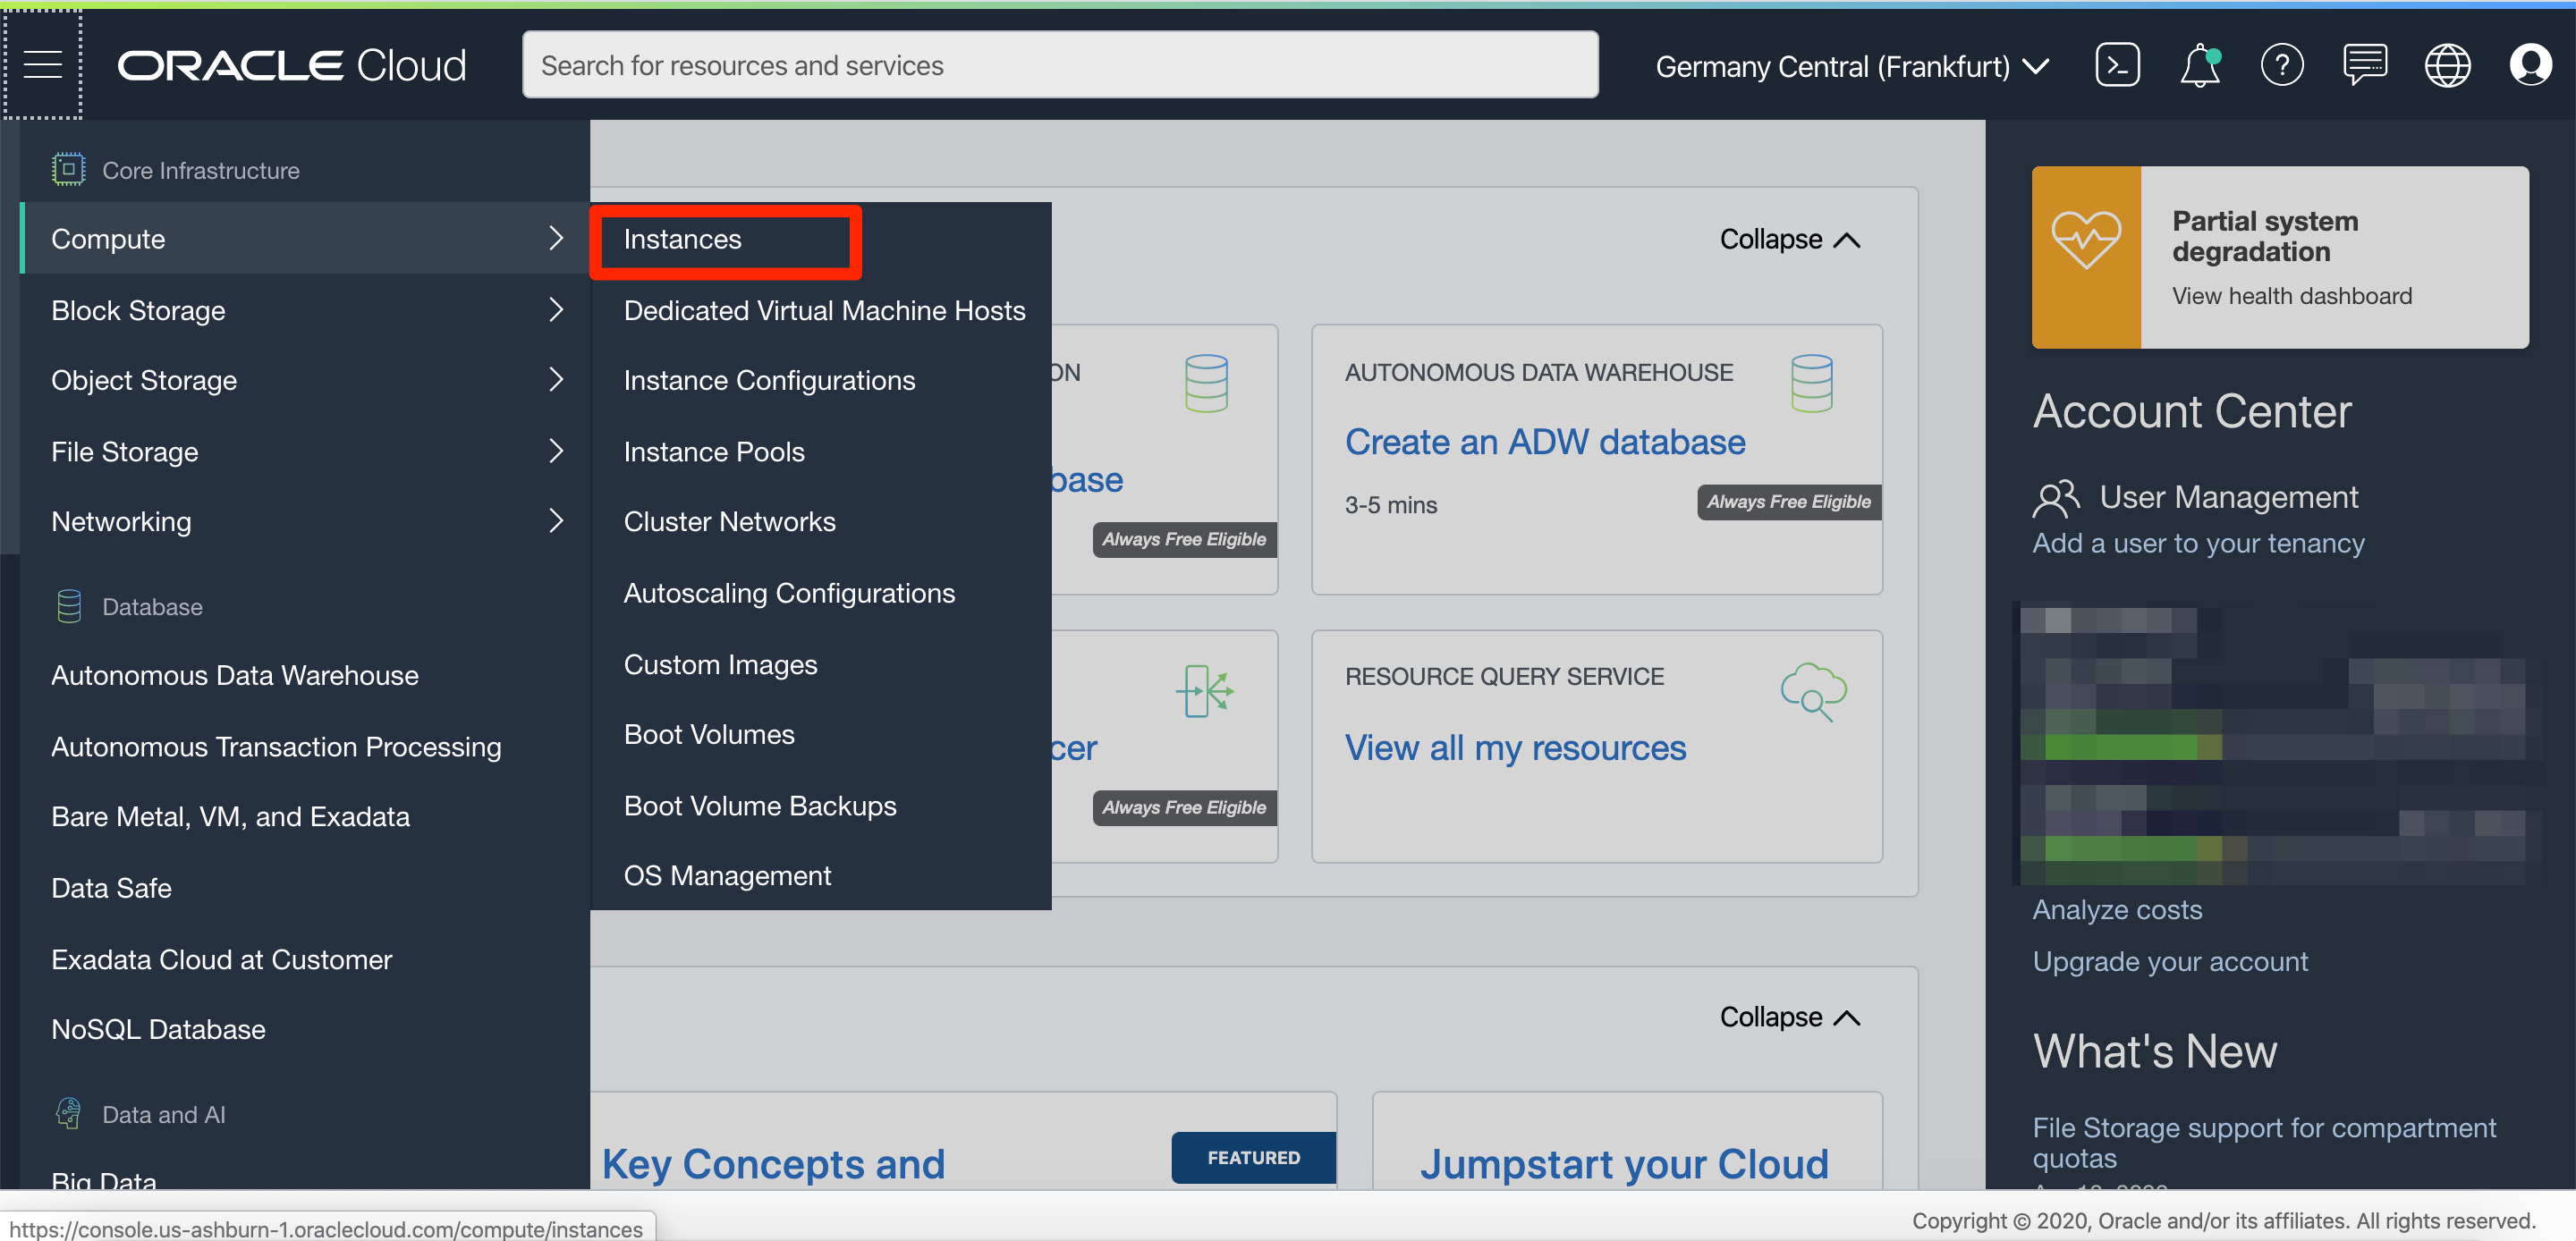 ORACLE Cloud
Search for resources and services
Germany Central (Frankfurt)
Core Infrastructure
Compute
Block Storage
Object Storage
File Storage
Networking
Database
Autonomous Data Warehouse
Autonomous Transaction Processing
Bare Metal, VM, and Exadata
Data Safe
Exadata Cloud at Customer
NoSQL Database
Data and AI
Big Data
Instances
Dedicated Virtual Machine Hosts
Instance Configurations
Instance Pools
Cluster Networks
Autoscaling Configurations
Custom Images
Boot Volumes
Boot Volume Backups
OS Management
Collapse
ON
base
Always Free Eligible
AUTONOMOUS DATA WAREHOUSE
Create an ADW database
3-5 mins
Always Free Eligible
cer
Always Free Eligible
RESOURCE QUERY SERVICE
View all my resources
Collapse
Key Concepts and
FEATURED
Jumpstart your Cloud
Partial system
degradation
View health dashboard
Account Center
User Management
Add a user to your tenancy
Analyze costs
Upgrade your account
What's New
File Storage support for compartment
quotas
https://console.us-ashburn-1.oraclecloud.com/compute/instances
Copyright © 2020, Oracle and/or its affiliates. All rights reserved.